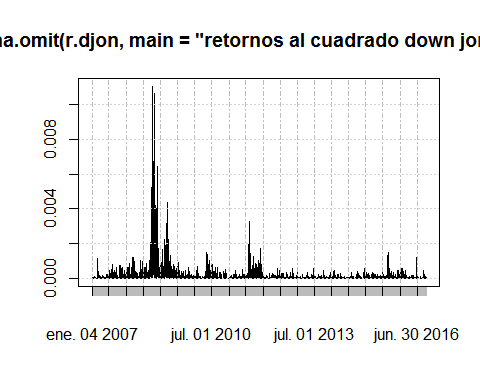 na.omit(r.djon, main = "retornos al cuadrado down jor
0.008
0.004
0.000
ene. 04 2007
jul. 01 2010
jul. 01 2013
jun. 30 2016